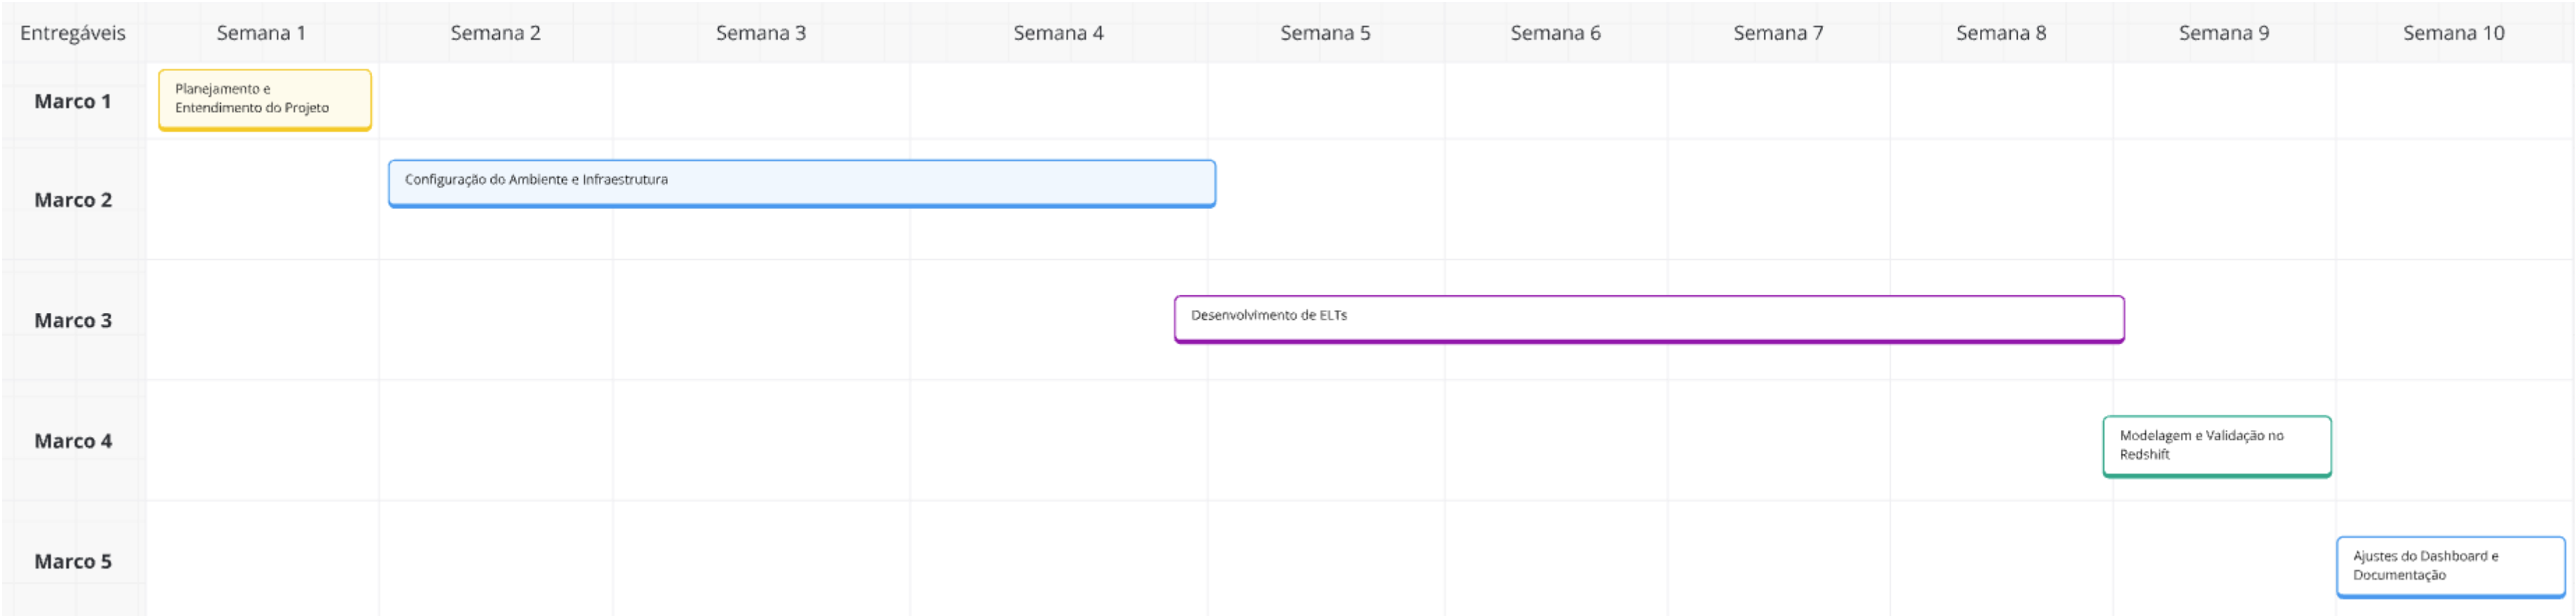 Entregáveis
Semana 1
Semana 2
Semana 3
Semana 4
Semana 5
Semana 6
Semana 7
Semana 8
Semana 9
Semana 10
Marco 1
Planejamento e
Entendimento do Projeto
Marco 2
Configuração do Ambiente e Infraestrutura
Marco 3
Desenvolvimento de ELTs
Marco 4
Modelagem e Validação no
Redshift
Marco 5
Ajustes do Dashboard e
Documentação